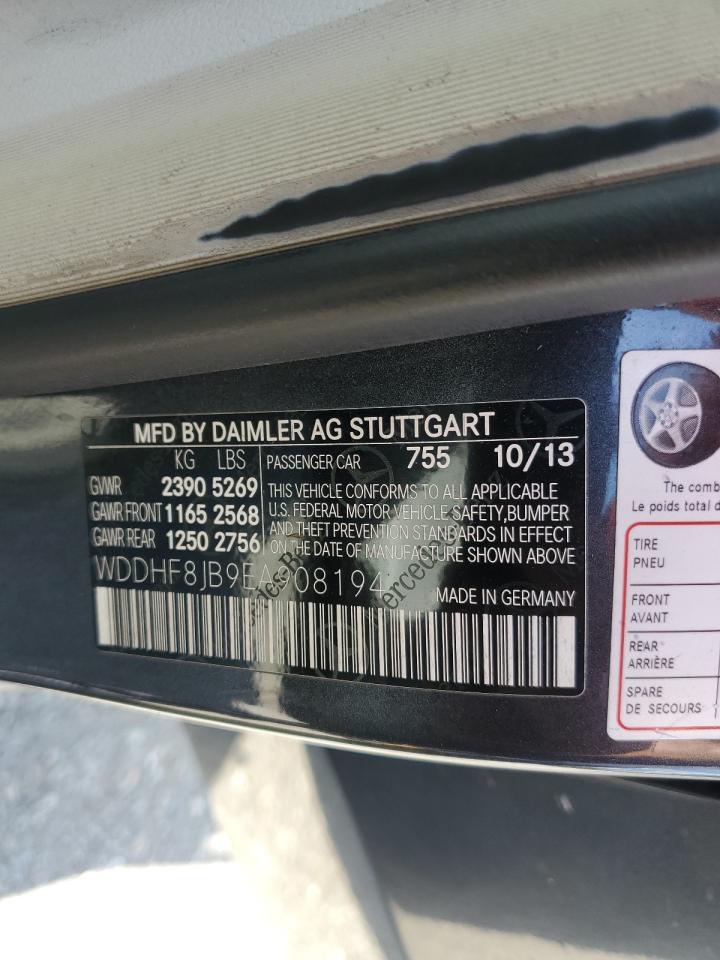 MFD BY DAIMLER AG STUTTGART
KG LBS
GVWR 2390 5269
GAWR FRONT 1165 2568
GAWR REAR 1250 2756
PASSENGER CAR 755 10/13
THIS VEHICLE CONFORMS TO ALL APPLICABLE
U.S. FEDERAL MOTOR VEHICLE SAFETY, BUMPER
AND THEFT PREVENTION STANDARDS IN EFFECT
ON THE DATE OF MANUFACTURE SHOWN ABOVE
MADE IN GERMANY
The comb
Le poids total d
TIRE
PNEU
FRONT
AVANT
REAR
ARRIÈRE
SPARE
DE SECOURS